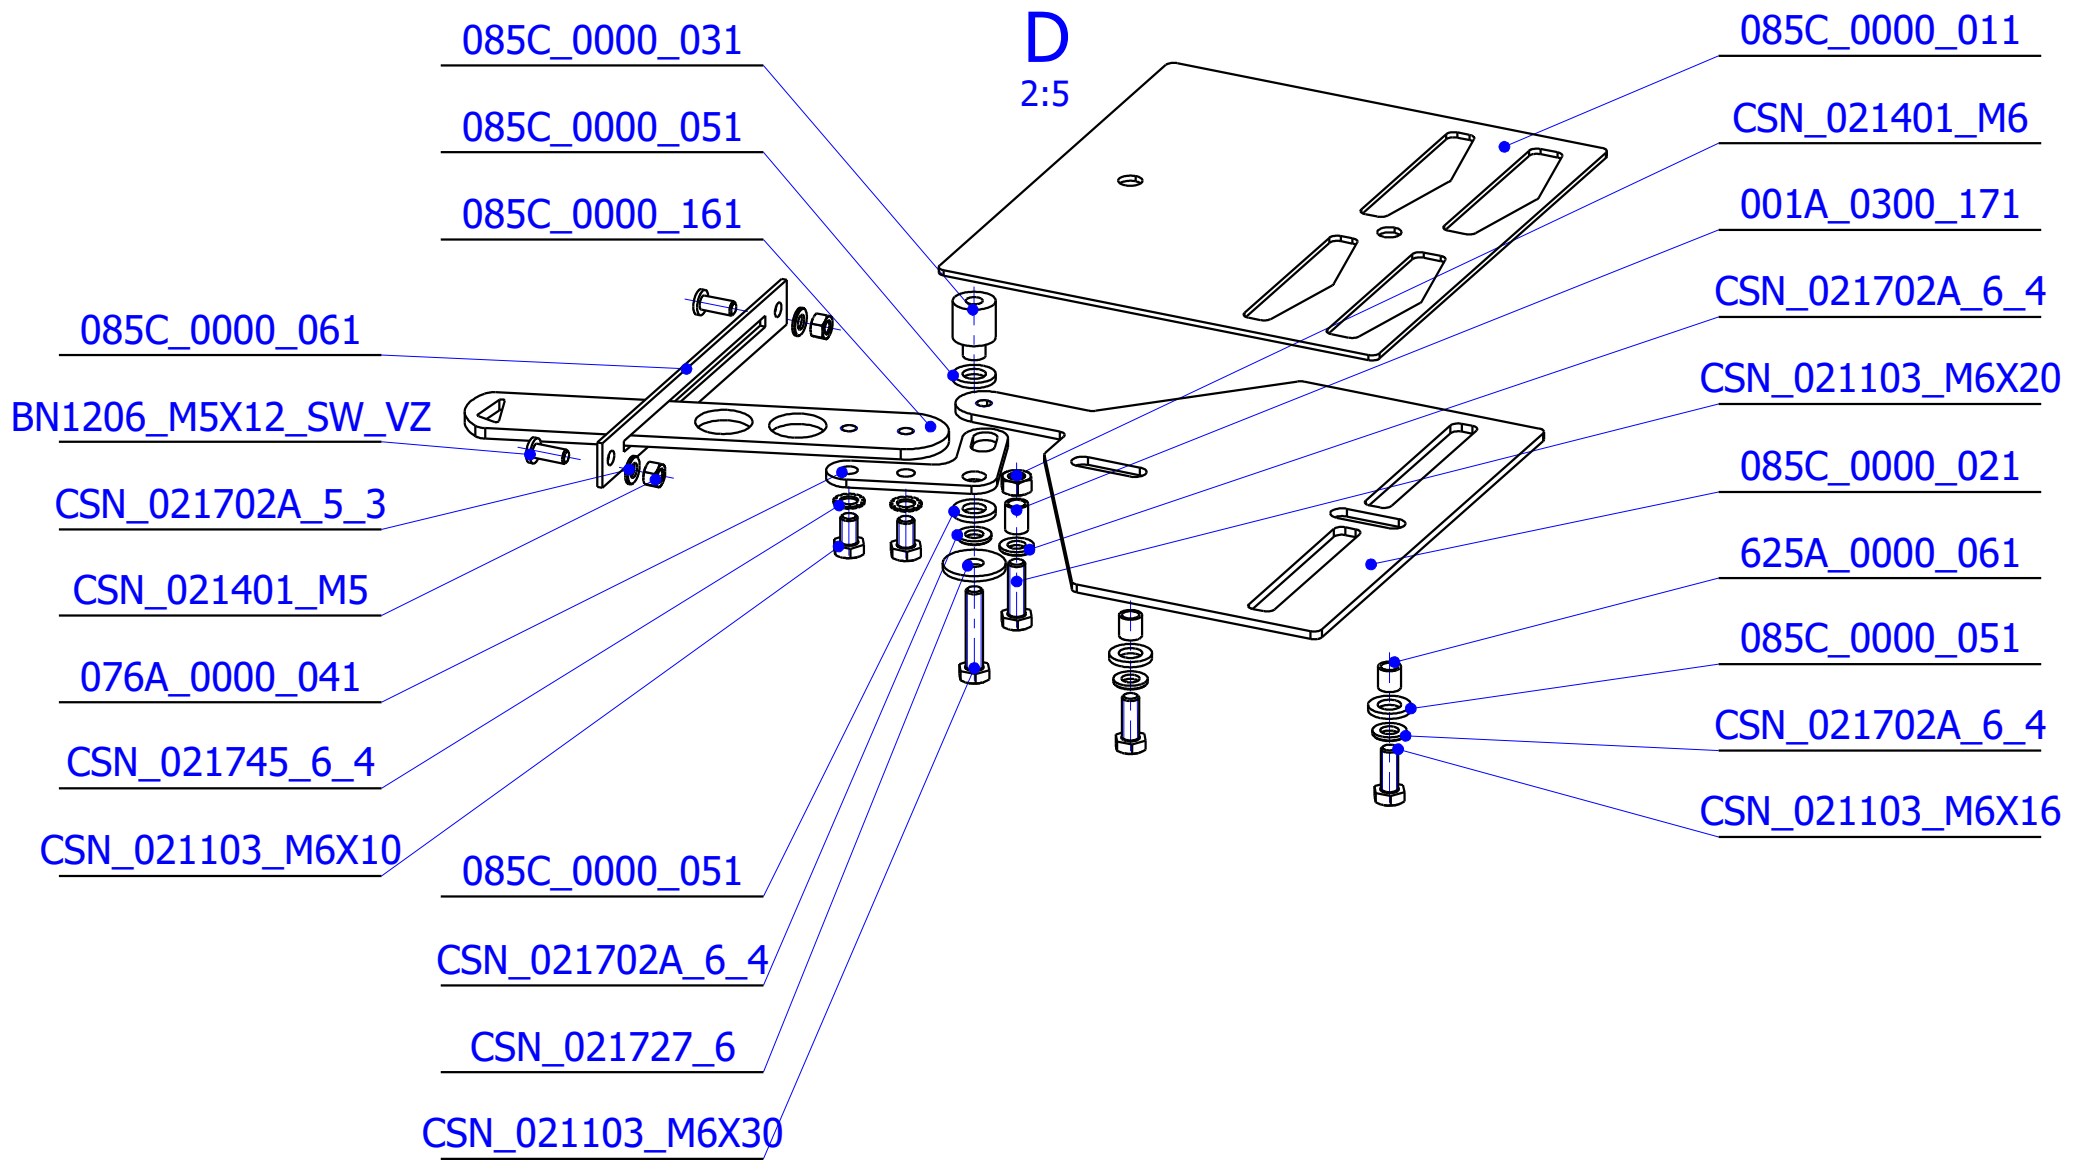 085C_0000_031
085C_0000_051
085C_0000_161
D
2:5
085C_0000_011
CSN_021401_M6
001A_0300_171
CSN_021702A_6_4
CSN_021103_M6X20
085C_0000_021
625A_0000_061
085C_0000_051
CSN_021702A_6_4
CSN_021103_M6X16
085C_0000_061
BN1206_M5X12_SW_VZ
CSN_021702A_5_3
CSN_021401_M5
076A_0000_041
CSN_021745_6_4
CSN_021103_M6X10
085C_0000_051
CSN_021702A_6_4
CSN_021727_6
CSN_021103_M6X30